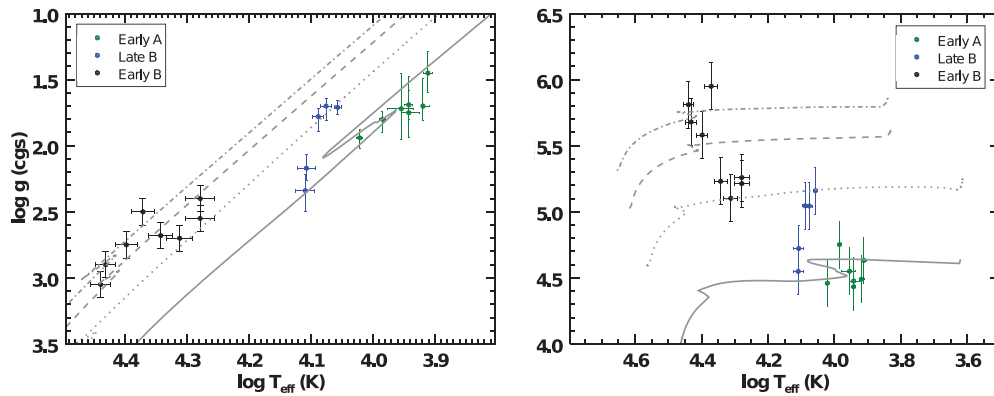 1.0
1.5
2.0
2.5
3.0
3.5
log g (cgs)
Early A
Late B
Early B
4.4 4.3 4.2 4.1 4.0 3.9
log T_eff (K)
6.5
6.0
5.5
5.0
4.5
4.0
Early A
Late B
Early B
4.6 4.4 4.2 4.0 3.8 3.6
log T_eff (K)